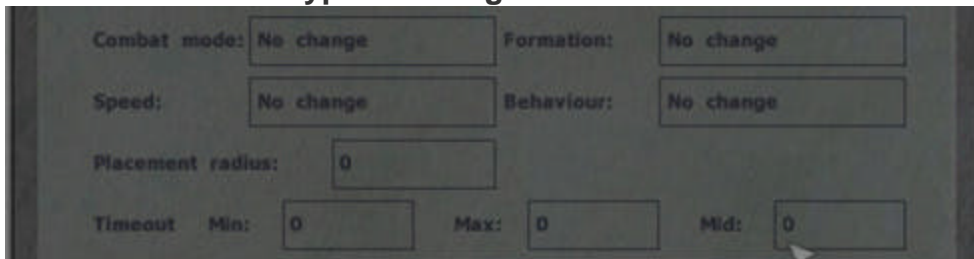 Combat mode: No change Formation: No change
Speed: No change Behaviour: No change
Placement radius: 0
Timeout Min: 0 Max: 0 Mid: 0